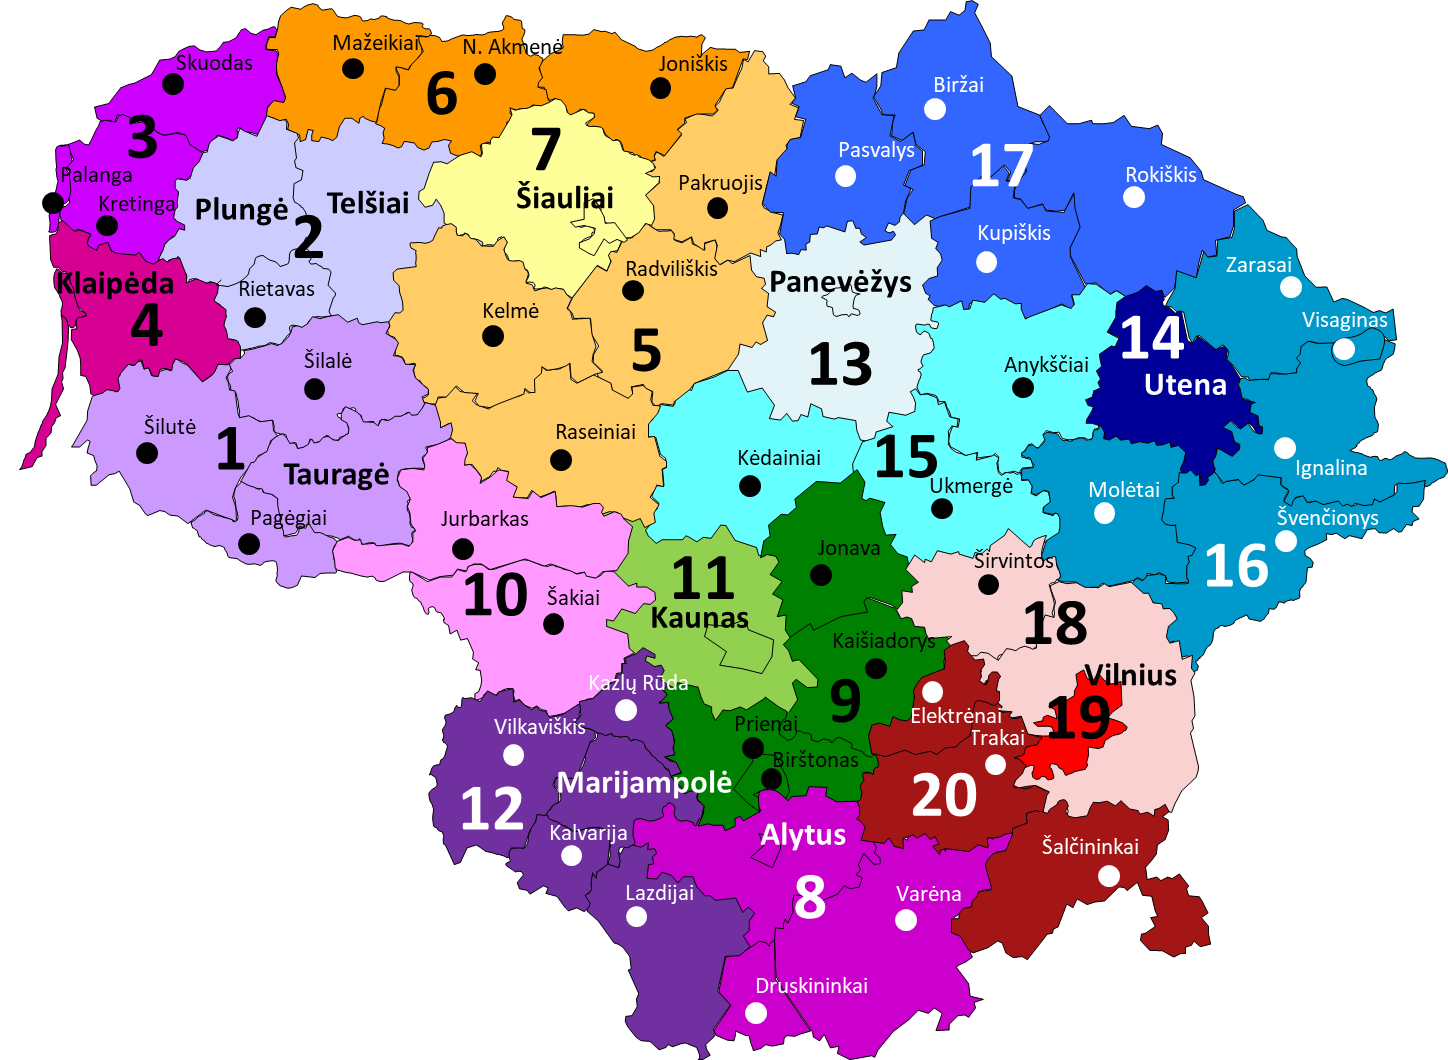 Mažeikiai
N. Akmenė
Skuodas
Joniškis
6
Biržai
3
7
Pasvalys
17
Palanga
Rokiškis
Pakruojis
Kretinga
Plungė
Telšiai
Šiauliai
2
Kupiškis
Klaipėda
Rietavas
Radviliškis
Panevėžys
Zarasai
4
Kelmė
5
13
14
Visaginas
Šilalė
Anykščiai
Utena
Šilutė
1
Raseiniai
Kėdainiai
15
Ignalina
Tauragė
Ukmergė
Molėtai
Pagėgiai
Jurbarkas
Švenčionys
Jonava
Širvintos
16
10
Šakiai
11
Kaunas
18
Kaišiadorys
Vilnius
Kazlų Rūda
9
Elektrėnai
19
Vilkaviškis
Prienai
Trakai
Birštonas
Marijampolė
12
20
Kalvarija
Alytus
Šalčininkai
Lazdijai
8
Varėna
Druskininkai